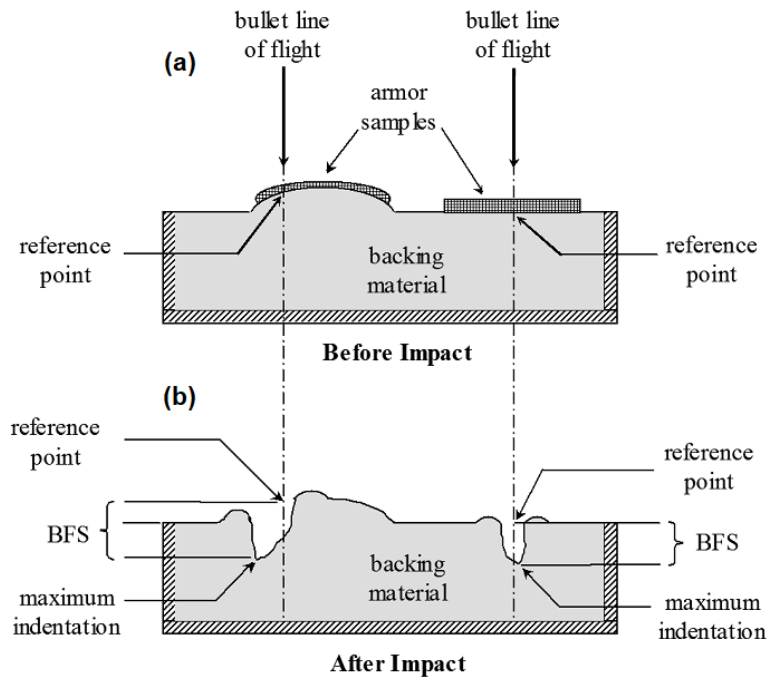 bullet line
of flight
bullet line
of flight
(a)
armor
samples
reference
point
backing
material
reference
point
Before Impact
(b)
reference
point
reference
point
BFS
BFS
backing
material
maximum
indentation
maximum
indentation
After Impact